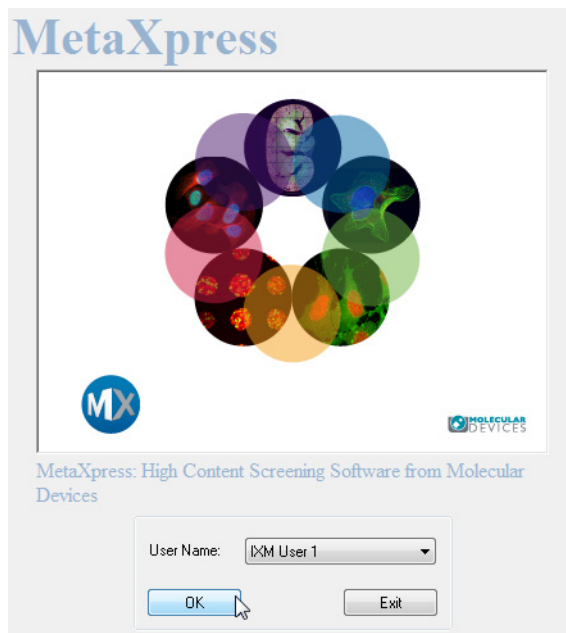 MetaXpress
MX
MOLECULAR
DEVICES
MetaXpress: High Content Screening Software from Molecular
Devices
User Name: IXM User 1
OK Exit